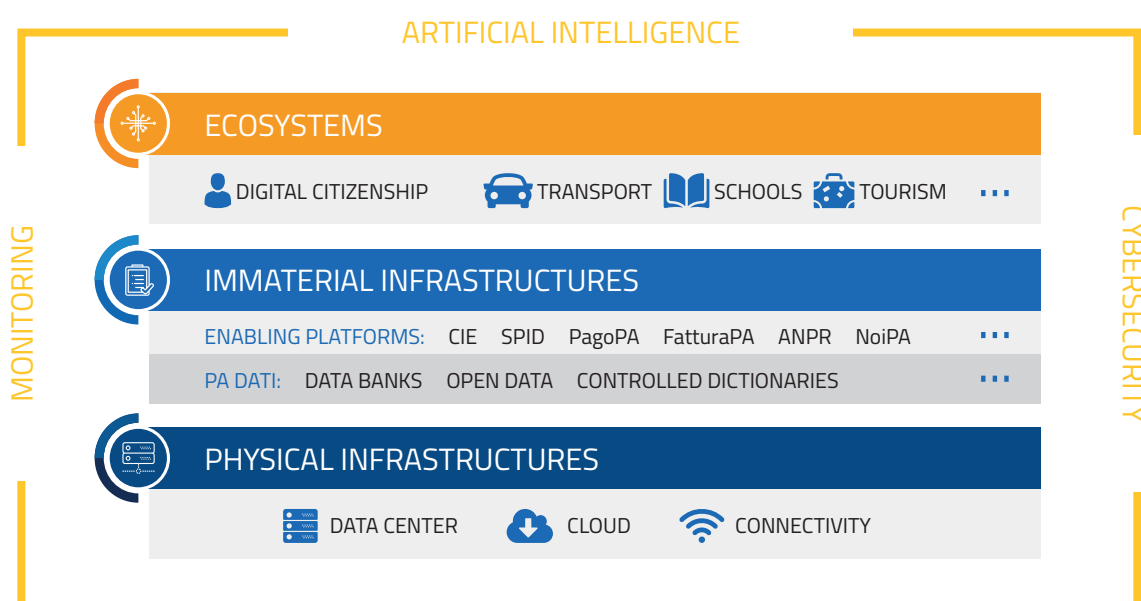 ARTIFICIAL INTELLIGENCE
MONITORING
CYBERSECURITY
ECOSYSTEMS
DIGITAL CITIZENSHIP TRANSPORT SCHOOLS TOURISM ...
IMMATERIAL INFRASTRUCTURES
ENABLING PLATFORMS: CIE SPID PagoPA FatturaPA ANPR NoiPA ...
PA DATI: DATA BANKS OPEN DATA CONTROLLED DICTIONARIES ...
PHYSICAL INFRASTRUCTURES
DATA CENTER CLOUD CONNECTIVITY